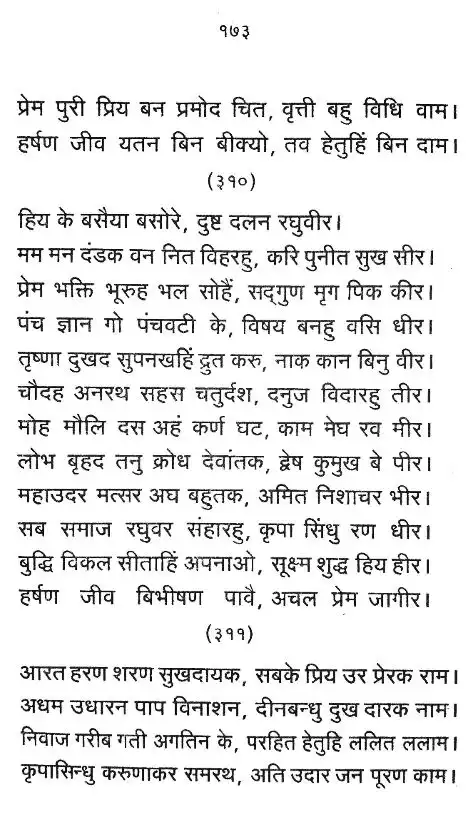 १७३
प्रेम पुरी प्रिय बन प्रमोद चित, वृत्ती बहु विधि वाम।
हर्षण जीव यतन बिन बीक्यो, तव हेतुहिं बिन दाम।
(३१०)
हिय के बसैया बसोरे, दुष्ट दलन रघुवीर।
मम मन दंडक वन नित विहरहु, करि पुनीत सुख सीर।
प्रेम भक्ति भूरुह भल सोहैं, सद्‌गुण मृग पिक कीर।
पंच ज्ञान गो पंचवटी के, विषय बनहु वसि धीर।
तृष्णा दुखद सुपनखहिं द्रुत करु, नाक कान बिनु वीर।
चौदह अनरथ सहस चतुर्दश, दनुज विदारहु तीर।
मोह मौलि दस अहं कर्ण घट, काम मेघ रव मीर।
लोभ बृहद तनु क्रोध देवांतक, द्वेष कुमुख बे पीर।
महाउदर मत्सर अघ बहुतक, अमित निशाचर भीर।
सब समाज रघुवर संहारहु, कृपा सिंधु रण धीर।
बुद्धि विकल सीताहिं अपनाओ, सूक्ष्म शुद्ध हिय हीर।
हर्षण जीव बिभीषण पावै, अचल प्रेम जागीर।
(३११)
आरत हरण शरण सुखदायक, सबके प्रिय उर प्रेरक राम।
अधम उधारन पाप विनाशन, दीनबन्धु दुख दारक नाम।
निवाज गरीब गती अगतिन के, परहित हेतुहि ललित ललाम।
कृपासिन्धु करुणाकर समरथ, अति उदार जन पूरण काम।